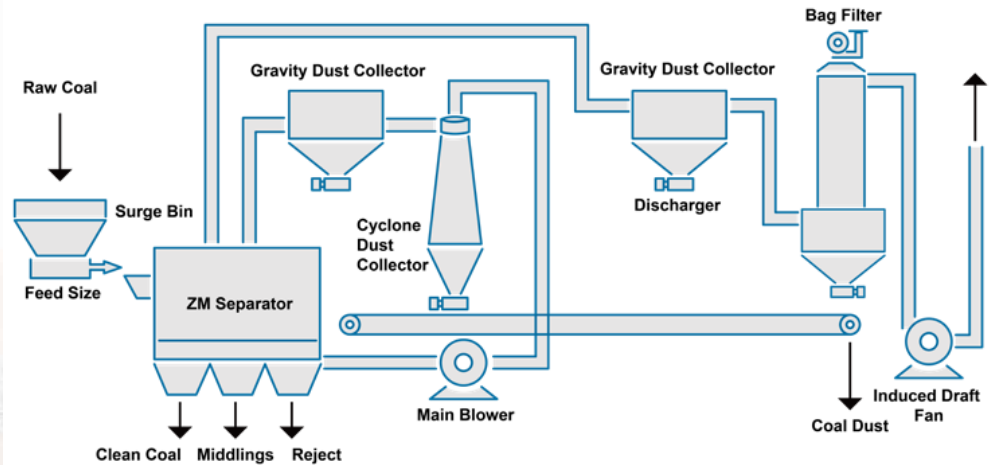 Bag Filter
Gravity Dust Collector
Gravity Dust Collector
Raw Coal
Surge Bin
Discharger
Cyclone
Dust
Collector
Feed Size
ZM Separator
Main Blower
Induced Draft
Fan
Coal Dust
Clean Coal Middlings Reject